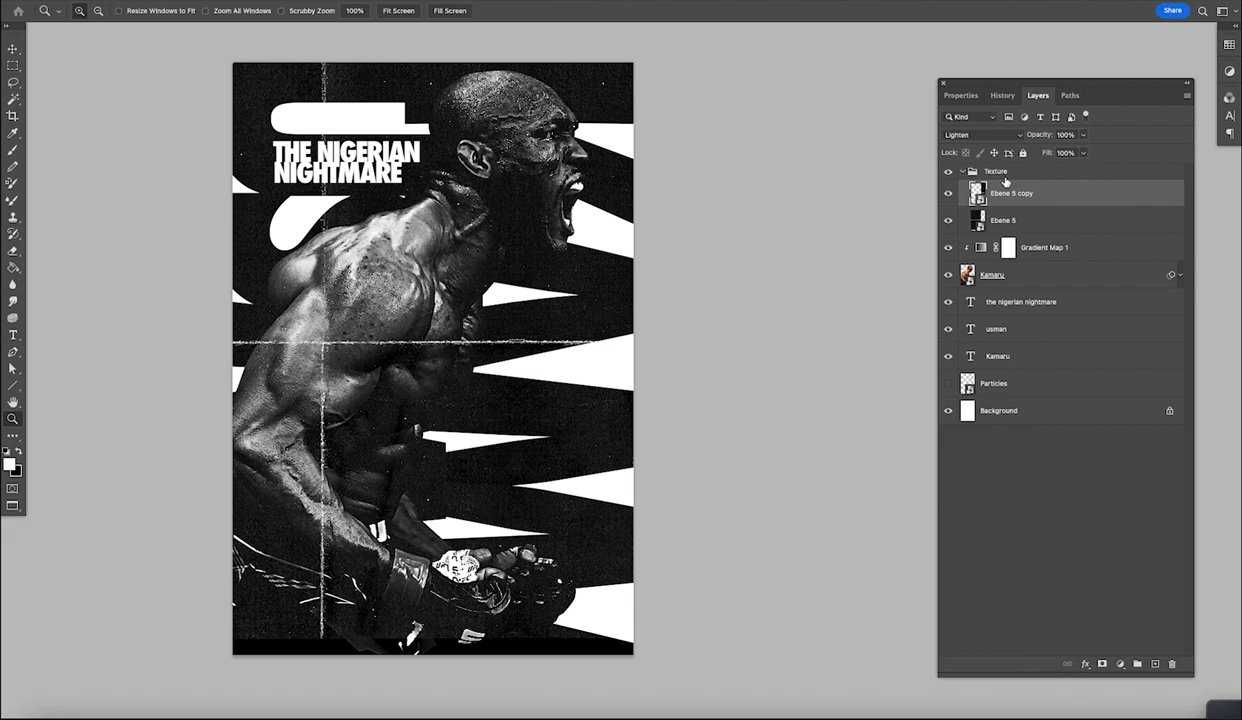 Resize Windows to Fit Zoom All Windows Scrubby Zoom 100% Fit Screen Fill Screen Share
Properties History Layers Paths
Kind
Lighten Opacity: 100%
Lock: Fill: 100%
Texture
Ebene 5 copy
Ebene 5
Gradient Map 1
Kamaru
the nigerian nightmare
usman
Kamaru
Particles
Background
THE NIGERIAN
NIGHTMARE